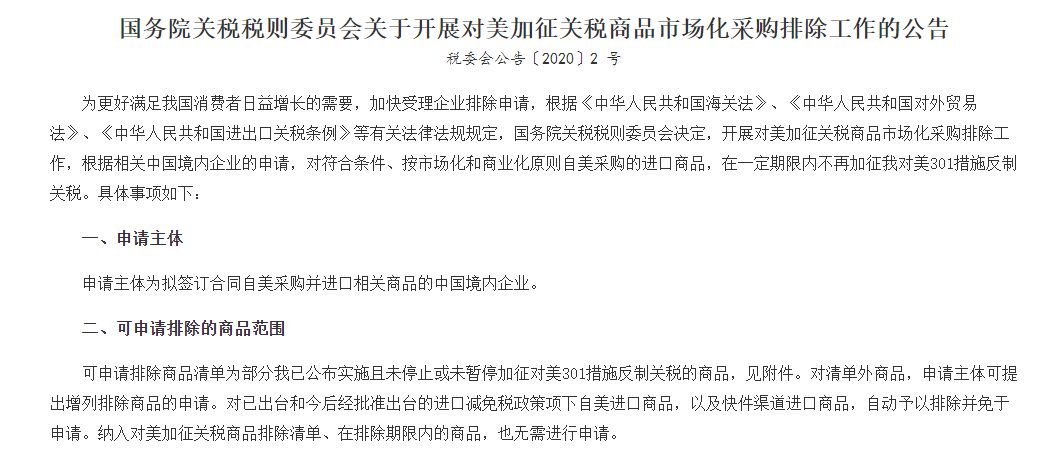 国务院关税税则委员会关于开展对美加征关税商品市场化采购排除工作的公告
税委会公告〔2020〕2 号
为更好满足我国消费者日益增长的需要，加快受理企业排除申请，根据《中华人民共和国海关法》、《中华人民共和国对外贸易
法》、《中华人民共和国进出口关税条例》等有关法律法规规定，国务院关税税则委员会决定，开展对美加征关税商品市场化采购排除工
作，根据相关中国境内企业的申请，对符合条件、按市场化和商业化原则自美采购的进口商品，在一定期限内不再加征我对美301措施反制
关税。具体事项如下：
一、申请主体
申请主体为拟签订合同自美采购并进口相关商品的中国境内企业。
二、可申请排除的商品范围
可申请排除商品清单为部分我已公布实施且未停止或未暂停加征对美301措施反制关税的商品，见附件。对清单外商品，申请主体可提
出增列排除商品的申请。对已出台和今后经批准出台的进口减免税政策项下自美进口商品，以及快件渠道进口商品，自动予以排除并免于
申请。纳入对美加征关税商品排除清单、在排除期限内的商品，也无需进行申请。